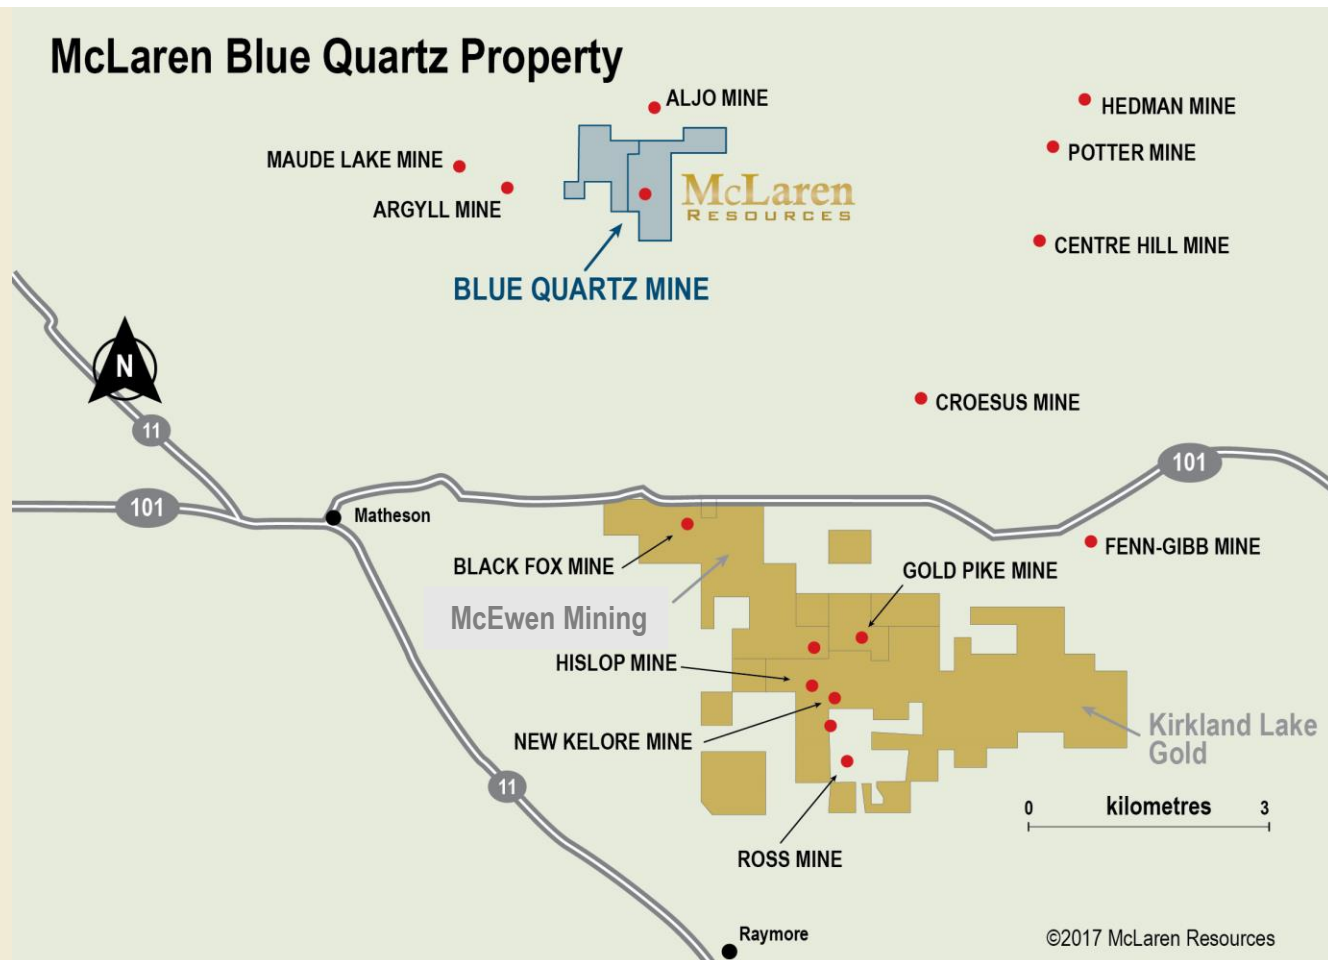 McLaren Blue Quartz Property
ALJO MINE
HEDMAN MINE
MAUDE LAKE MINE
POTTER MINE
McLaren
RESOURCES
ARGYLL MINE
CENTRE HILL MINE
BLUE QUARTZ MINE
N
CROESUS MINE
11
101
101
Matheson
FENN-GIBB MINE
BLACK FOX MINE
GOLD PIKE MINE
McEwen Mining
HISLOP MINE
Kirkland Lake
Gold
NEW KELORE MINE
11
0 kilometres 3
ROSS MINE
Raymore
©2017 McLaren Resources